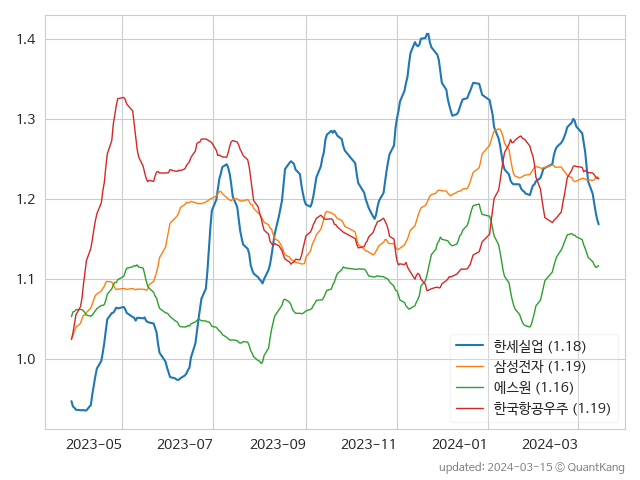 1.4
1.3
1.2
1.1
1.0
2023-05 2023-07 2023-09 2023-11 2024-01 2024-03
한세실업 (1.18)
삼성전자 (1.19)
에스원 (1.16)
한국항공우주 (1.19)
updated: 2024-03-15 © QuantKang